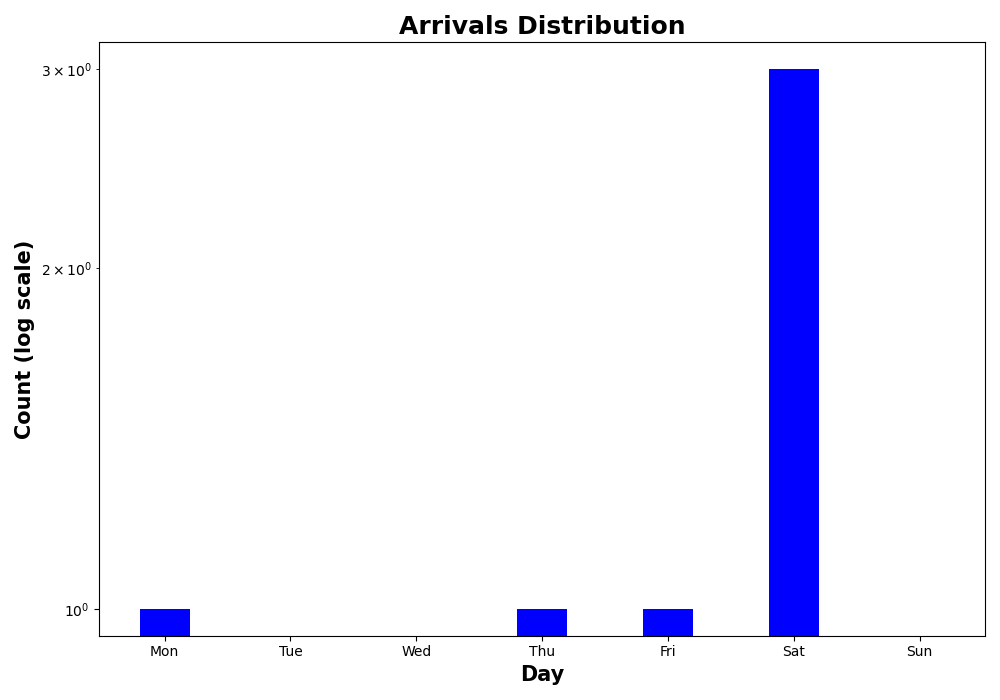 Arrivals Distribution
3 × 10⁰
2 × 10⁰
10⁰
Count (log scale)
Mon Tue Wed Thu Fri Sat Sun
Day